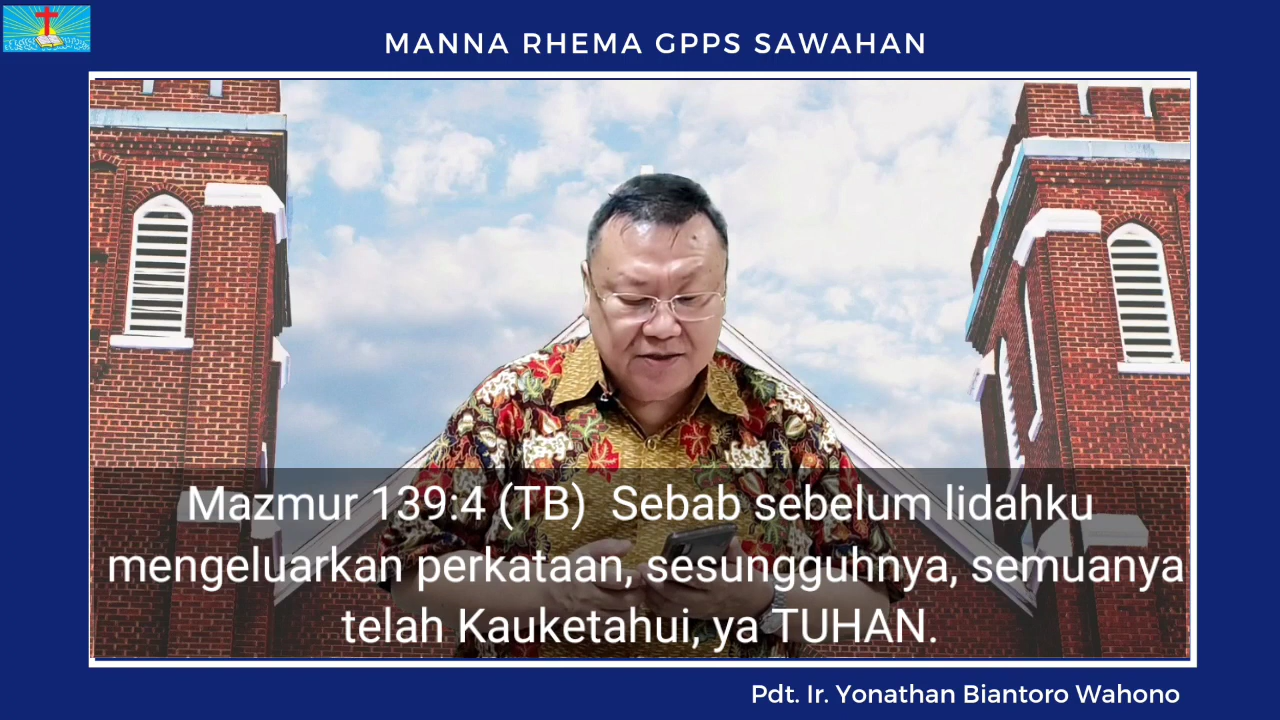 MANNA RHEMA GPPS SAWAHAN
Mazmur 139:4 (TB)  Sebab sebelum lidahku
mengeluarkan perkataan, sesungguhnya, semuanya
telah Kauketahui, ya TUHAN.
Pdt. Ir. Yonathan Biantoro Wahono